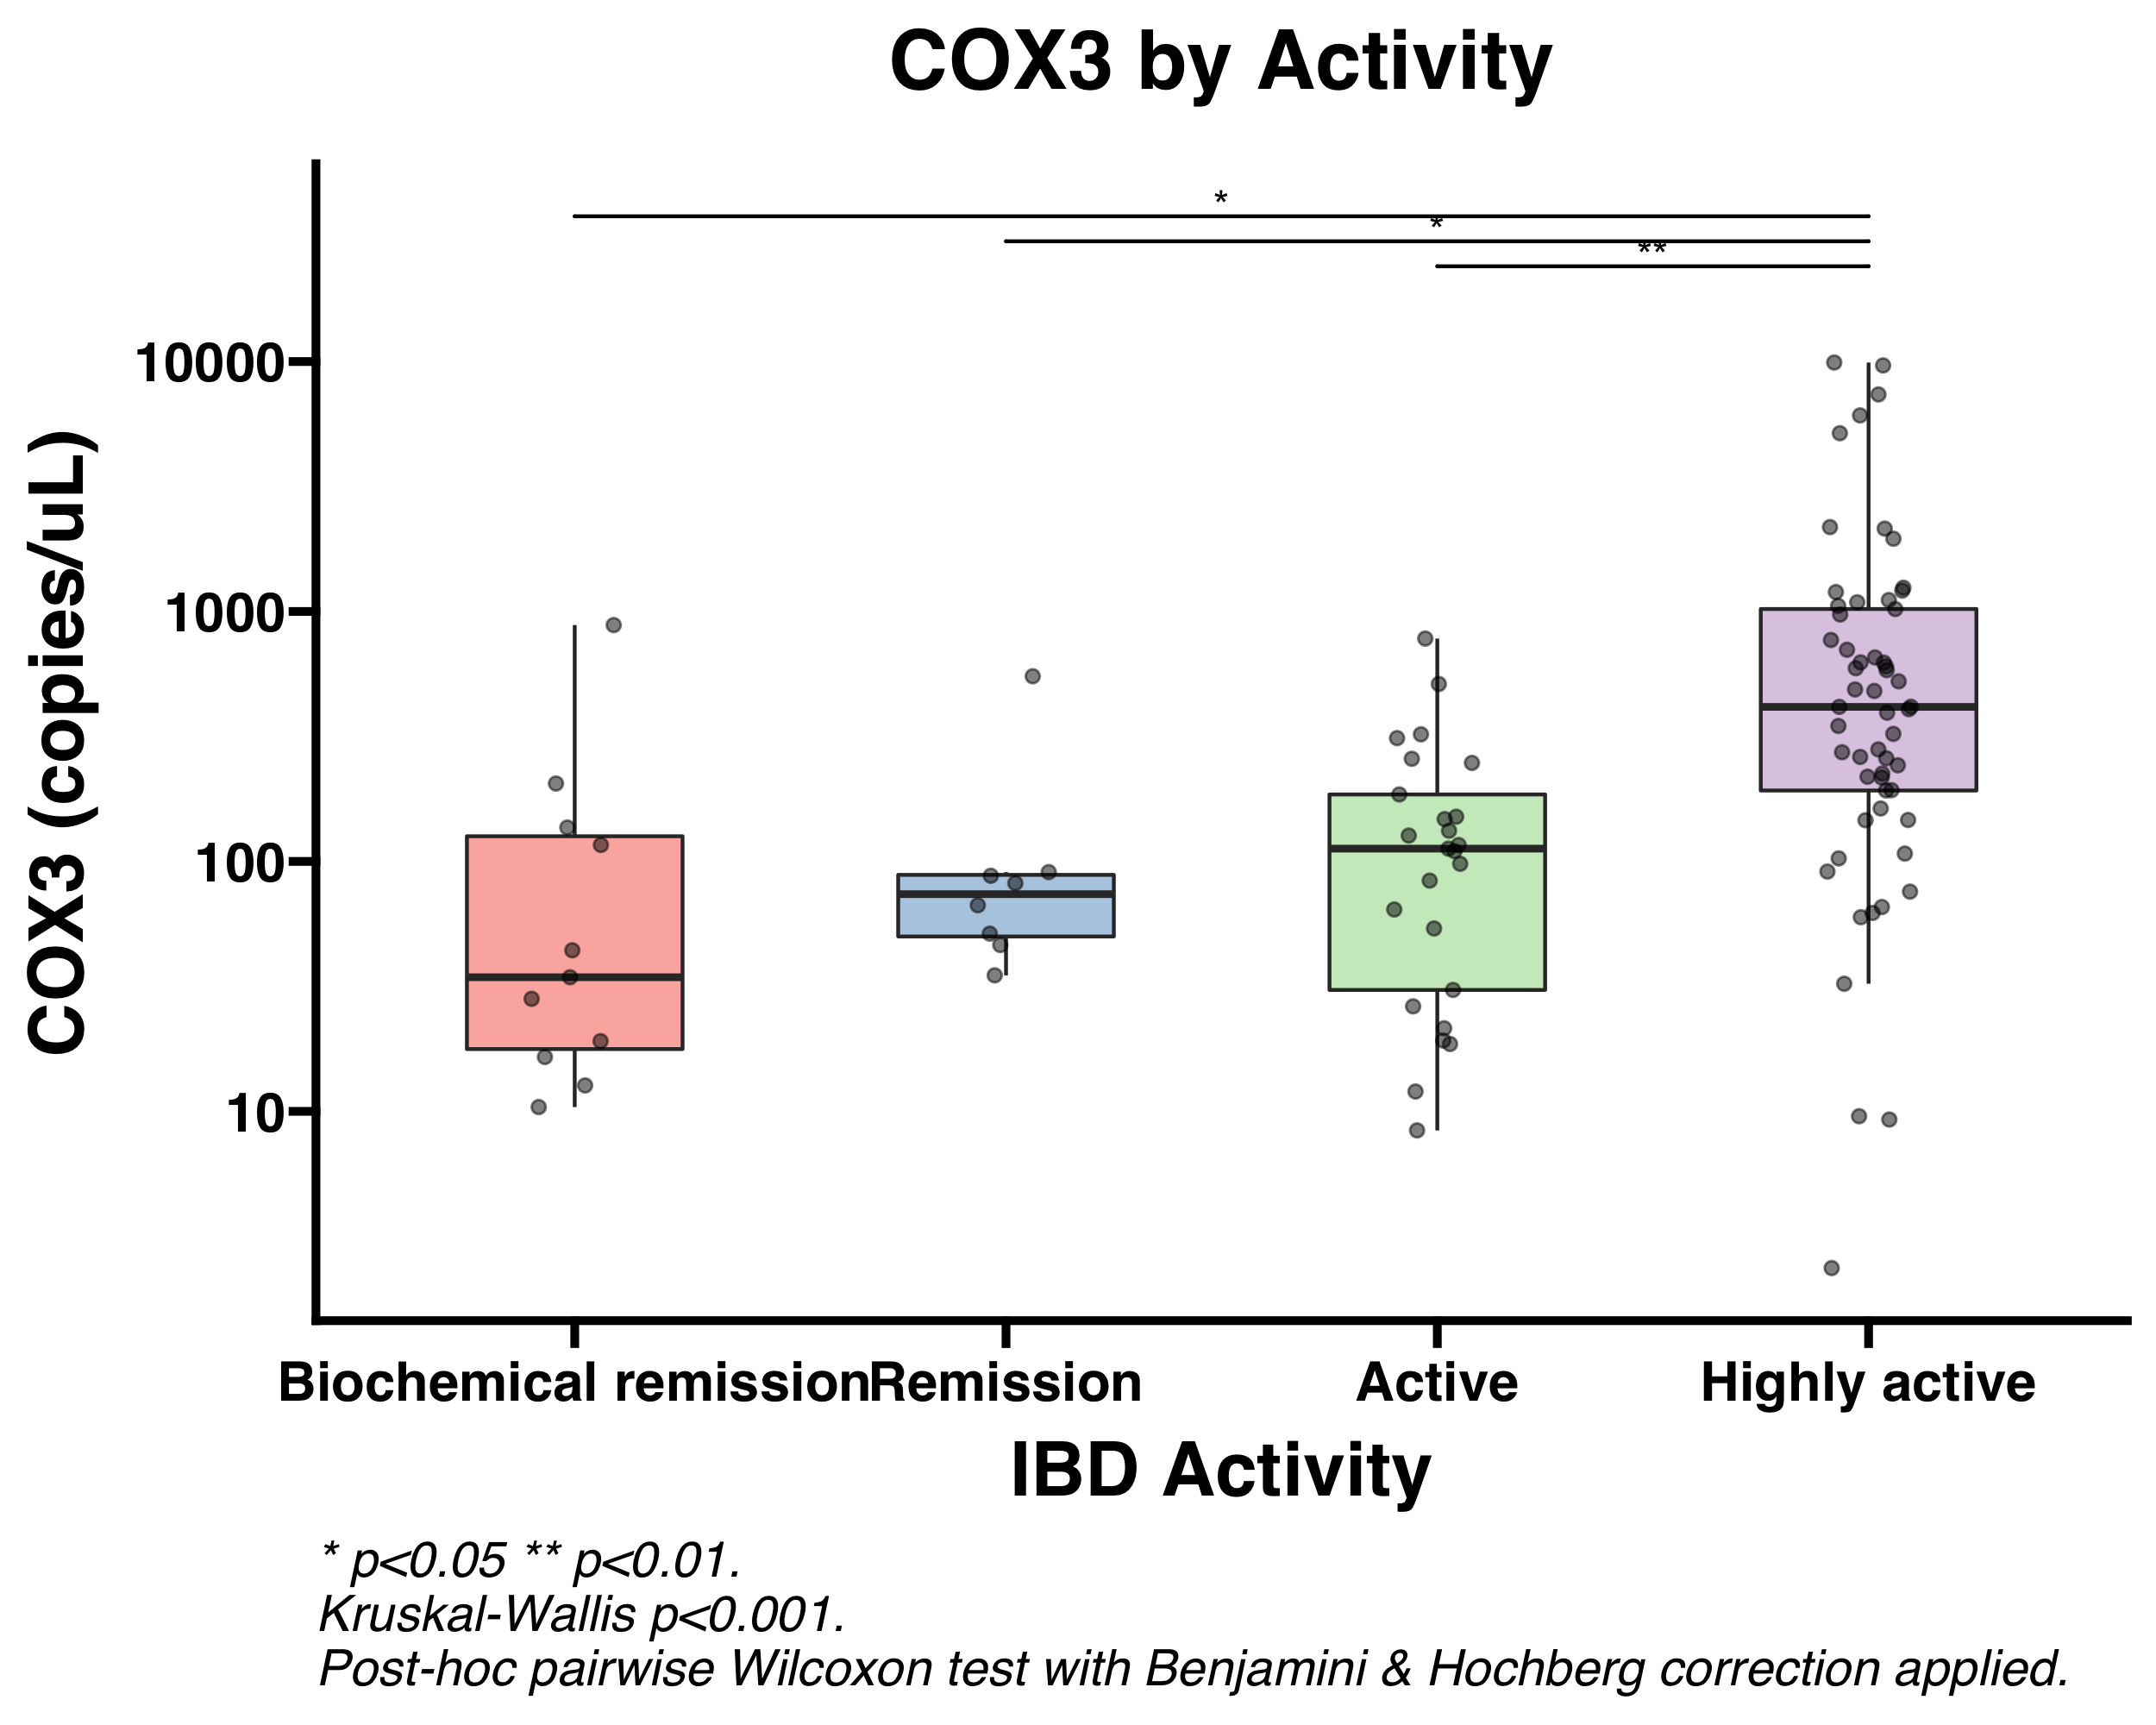 COX3 by Activity
*
*
**
COX3 (copies/uL)
10000
1000
100
10
Biochemical remission Remission Active Highly active
IBD Activity
* p<0.05 ** p<0.01.
Kruskal-Wallis p<0.001.
Post-hoc pairwise Wilcoxon test with Benjamini & Hochberg correction applied.